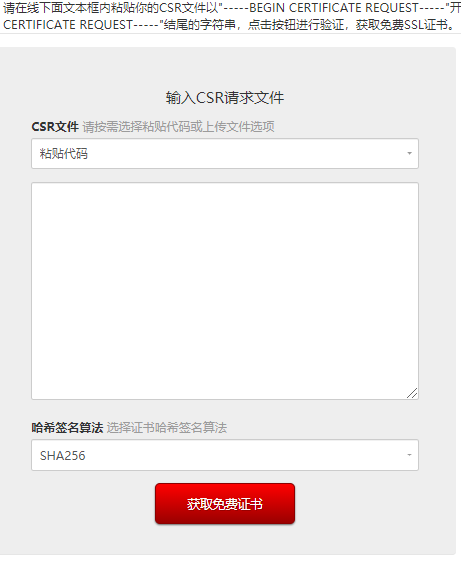 请在线下面文本框内粘贴你的CSR文件以"-----BEGIN CERTIFICATE REQUEST-----"开
CERTIFICATE REQUEST-----"结尾的字符串，点击按钮进行验证，获取免费SSL证书。
输入CSR请求文件
CSR文件 请按需选择粘贴代码或上传文件选项
粘贴代码
哈希签名算法 选择证书哈希签名算法
SHA256
获取免费证书